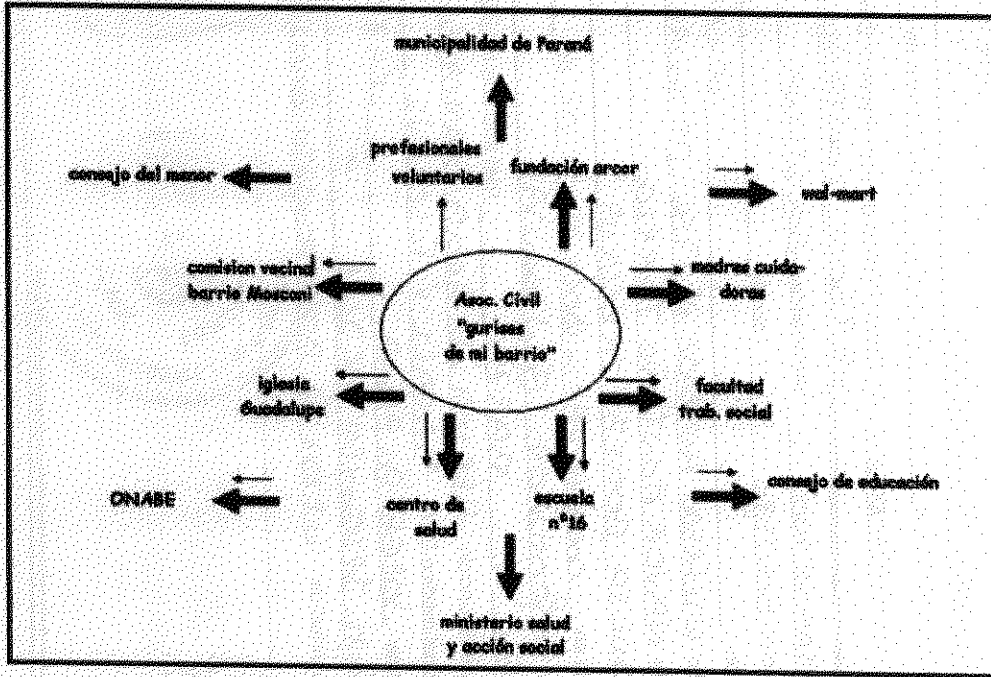 municipalidad de Paraná
profesionales
voluntarios
fundación arcor
consejo del menor
wal-mart
comision vecinal
barrio Mosconi
madres cuida-
doras
Asoc. Civil
"gurises
de mi barrio"
iglesia
Guadalupe
facultad
trab. social
ONABE
centro de
salud
escuela
n°16
consejo de educación
ministerio salud
y acción social